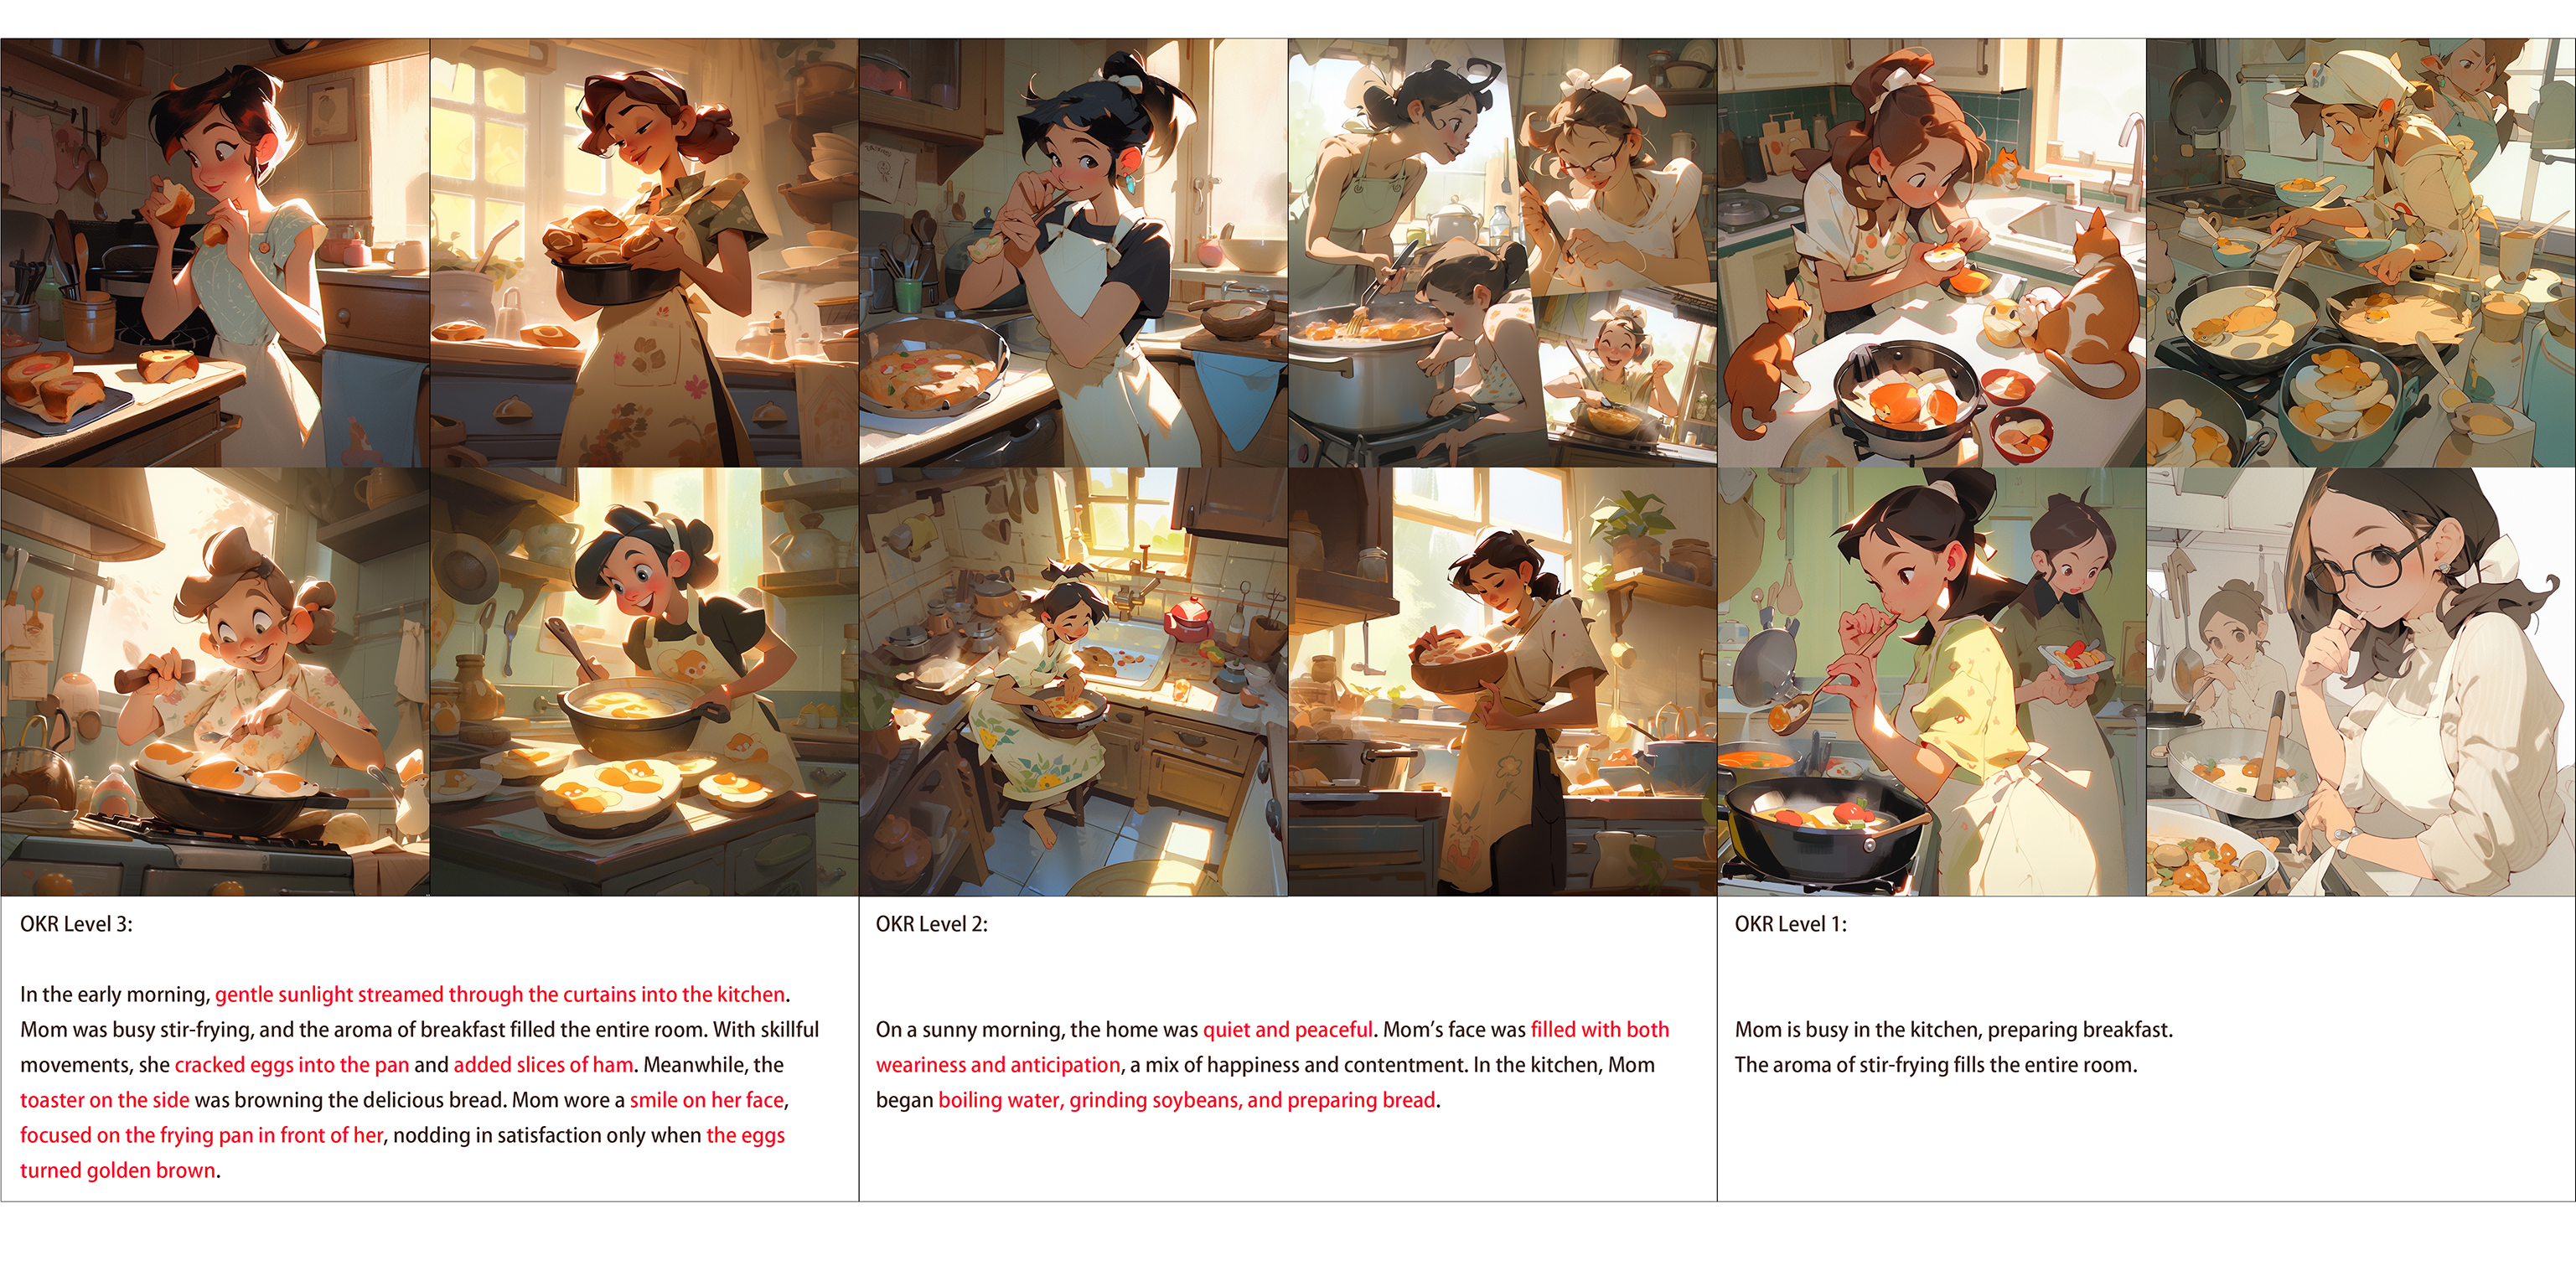 OKR Level 3:
In the early morning, gentle sunlight streamed through the curtains into the kitchen.
Mom was busy stir-frying, and the aroma of breakfast filled the entire room. With skillful
movements, she cracked eggs into the pan and added slices of ham. Meanwhile, the
toaster on the side was browning the delicious bread. Mom wore a smile on her face,
focused on the frying pan in front of her, nodding in satisfaction only when the eggs
turned golden brown.
OKR Level 2:
On a sunny morning, the home was quiet and peaceful. Mom’s face was filled with both
weariness and anticipation, a mix of happiness and contentment. In the kitchen, Mom
began boiling water, grinding soybeans, and preparing bread.
OKR Level 1:
Mom is busy in the kitchen, preparing breakfast.
The aroma of stir-frying fills the entire room.